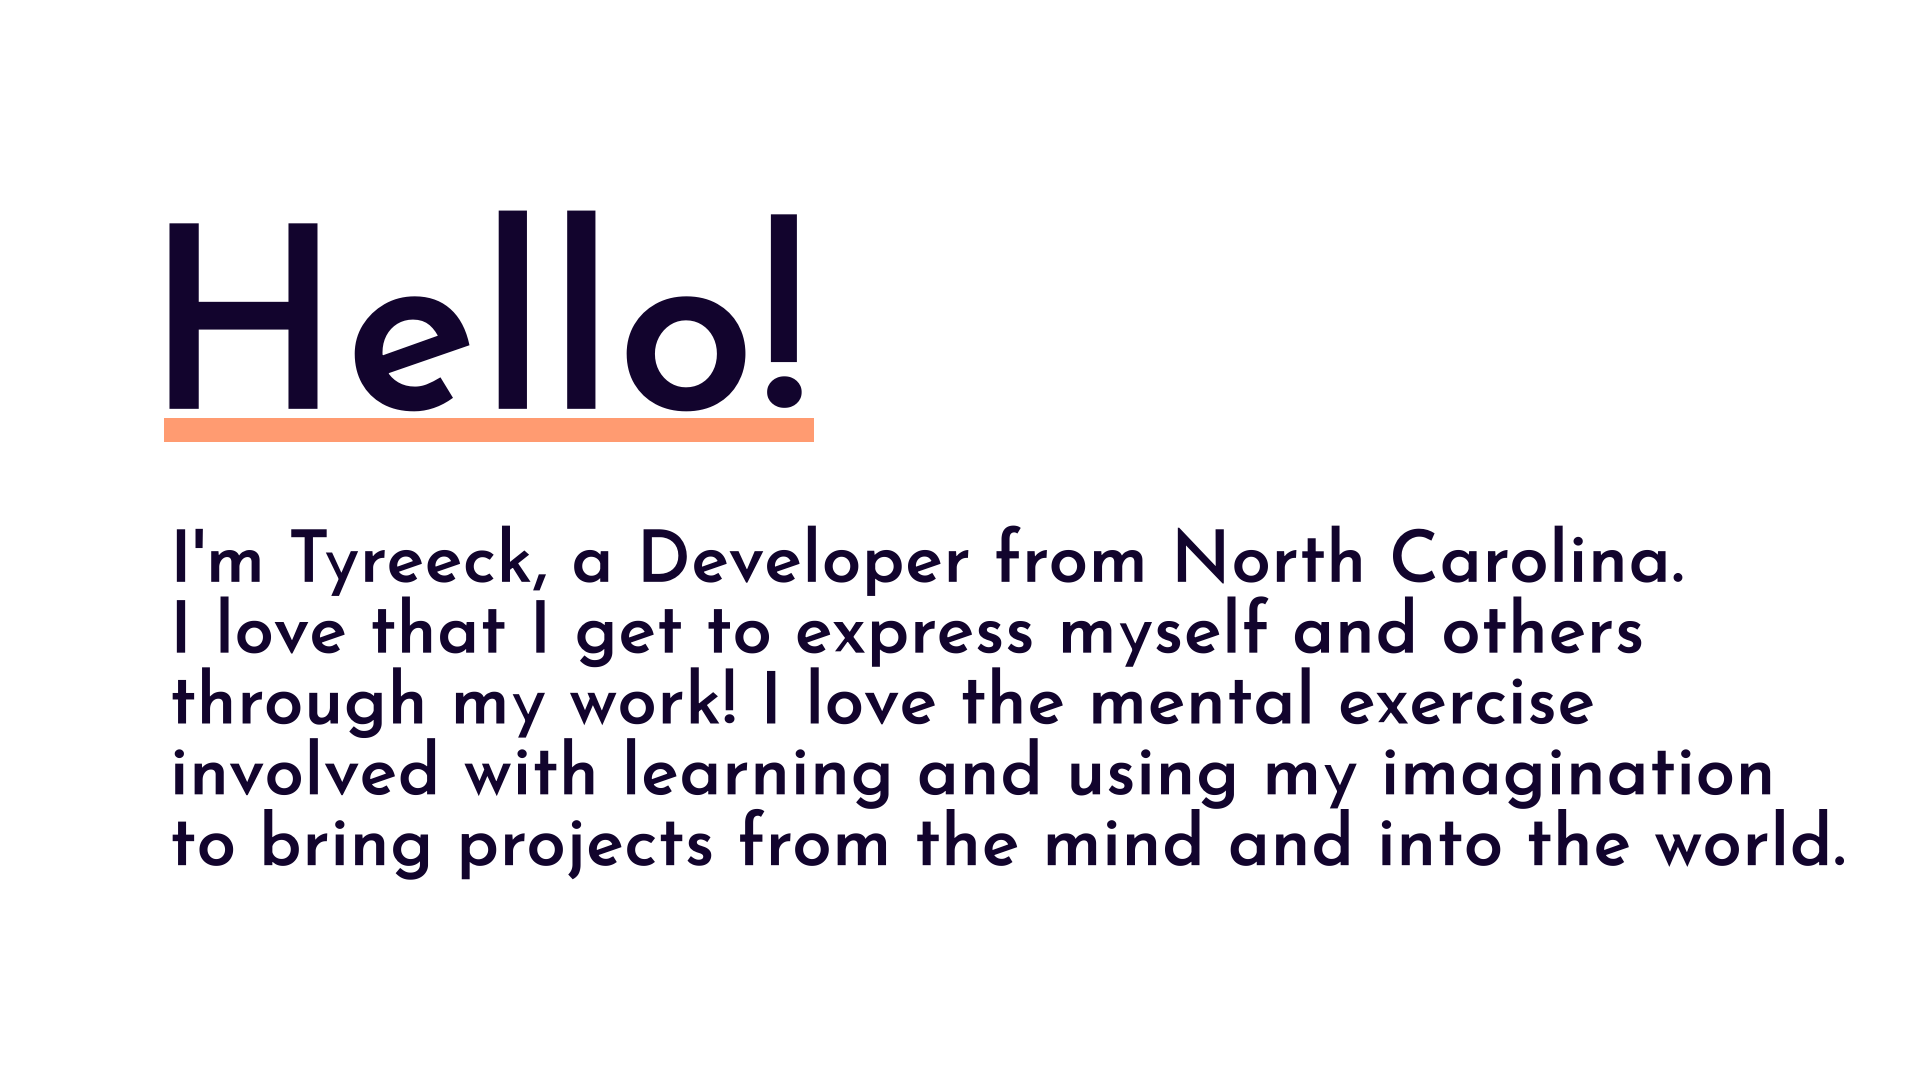 Hello!
I'm Tyreeck, a Developer from North Carolina.
I love that I get to express myself and others
through my work! I love the mental exercise
involved with learning and using my imagination
to bring projects from the mind and into the world.